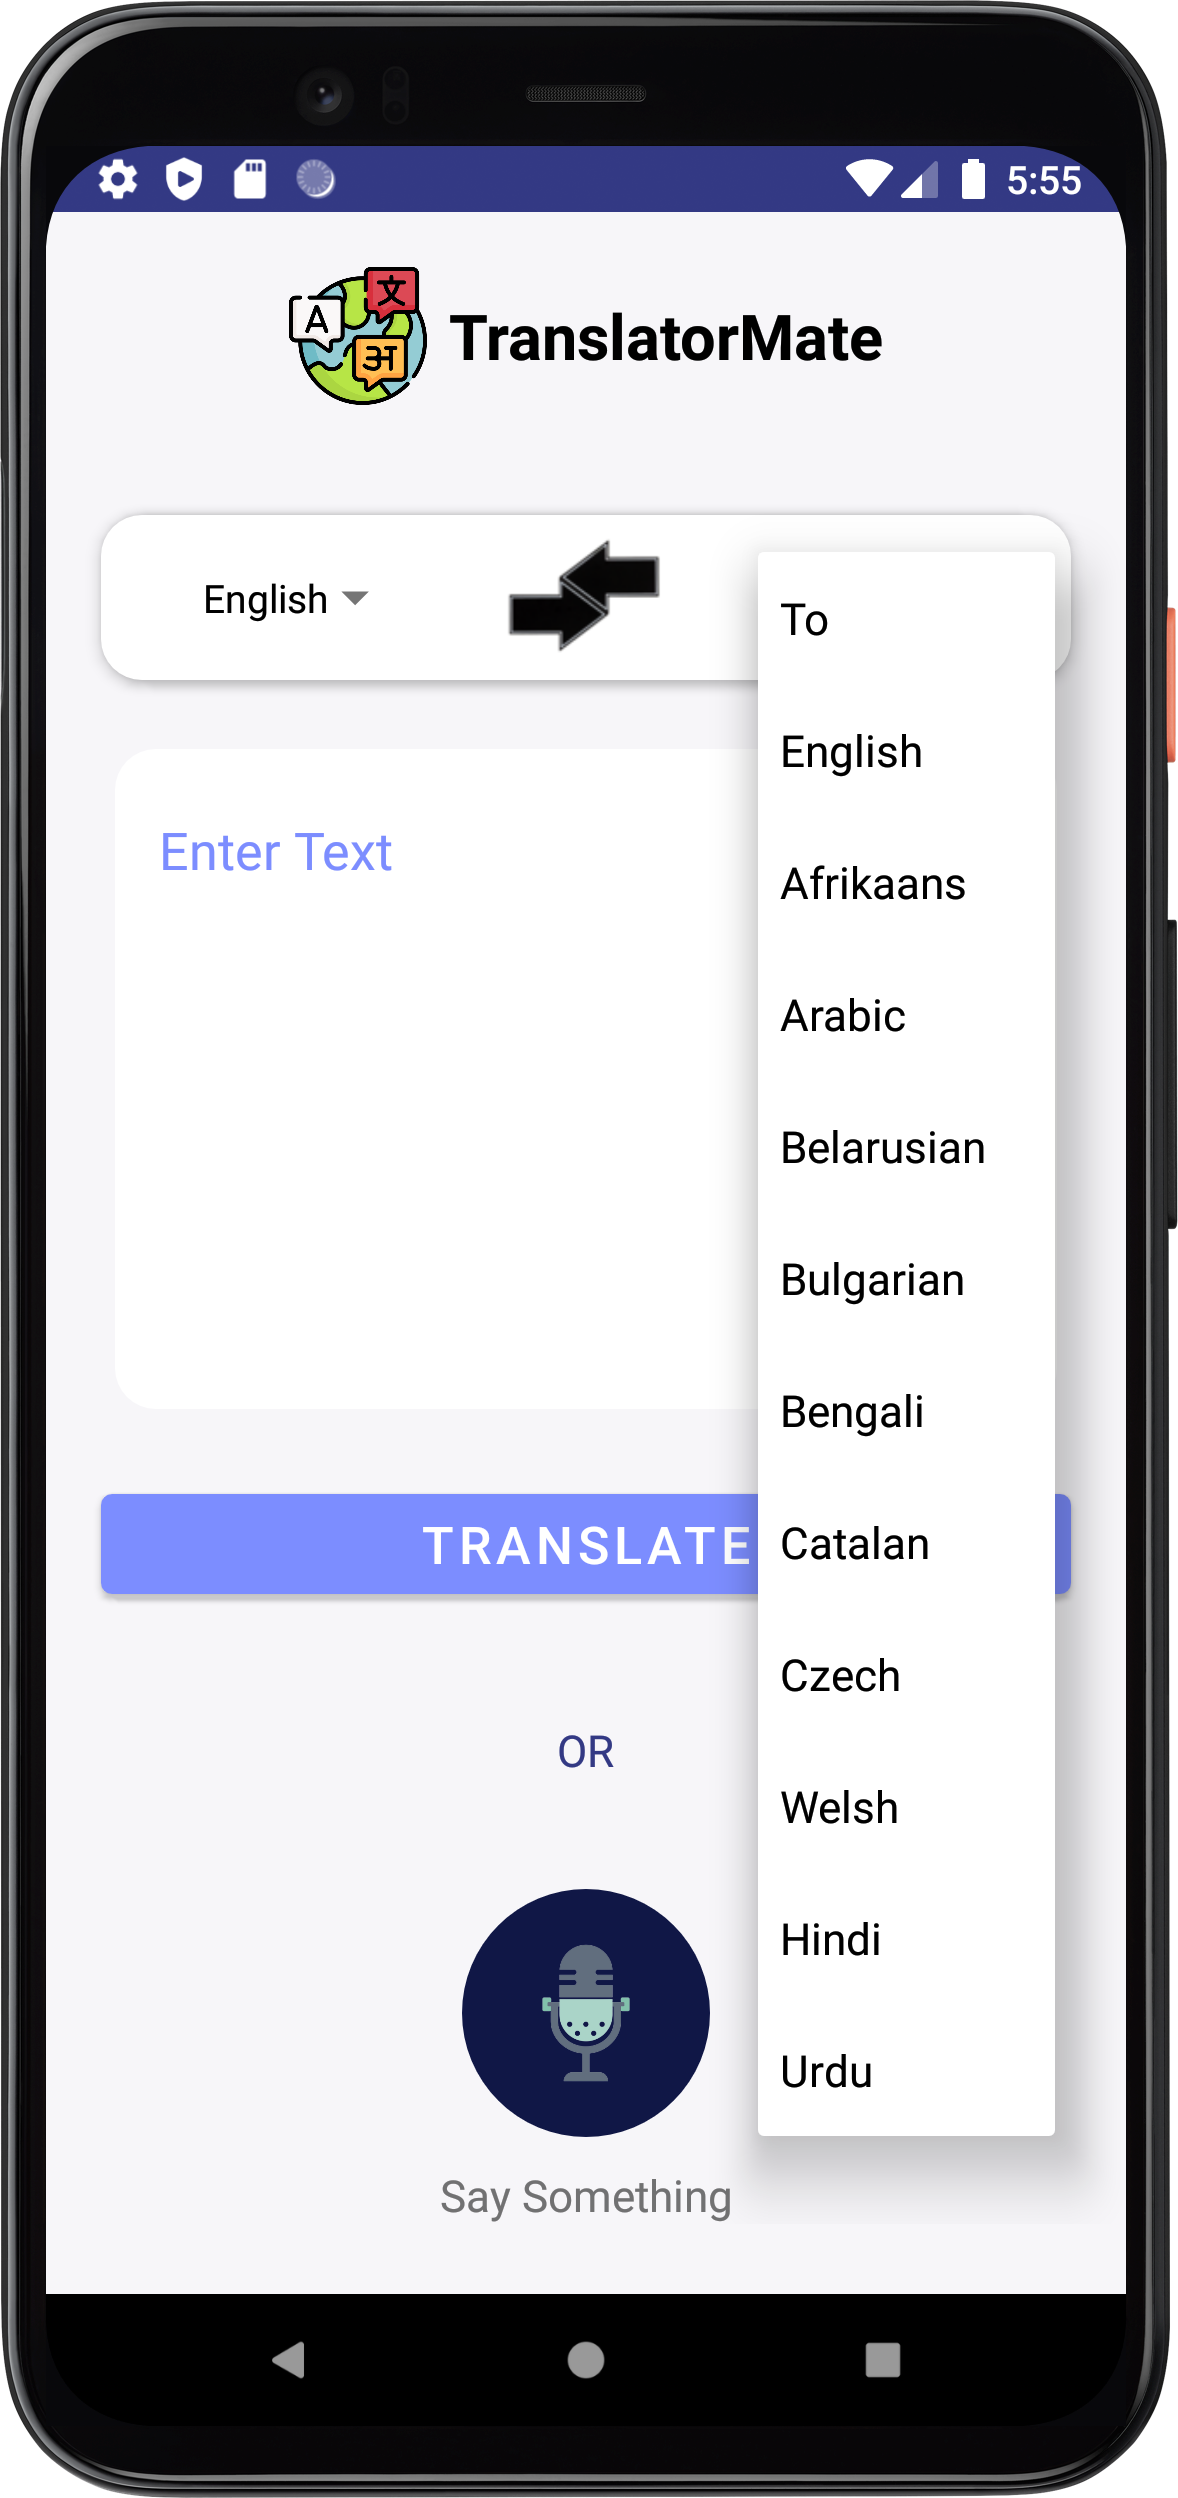 5:55
A
文
अ
TranslatorMate
English
To
English
Enter Text
Afrikaans
Arabic
Belarusian
Bulgarian
Bengali
TRANSLATE
Catalan
Czech
OR
Welsh
Hindi
Urdu
Say Something